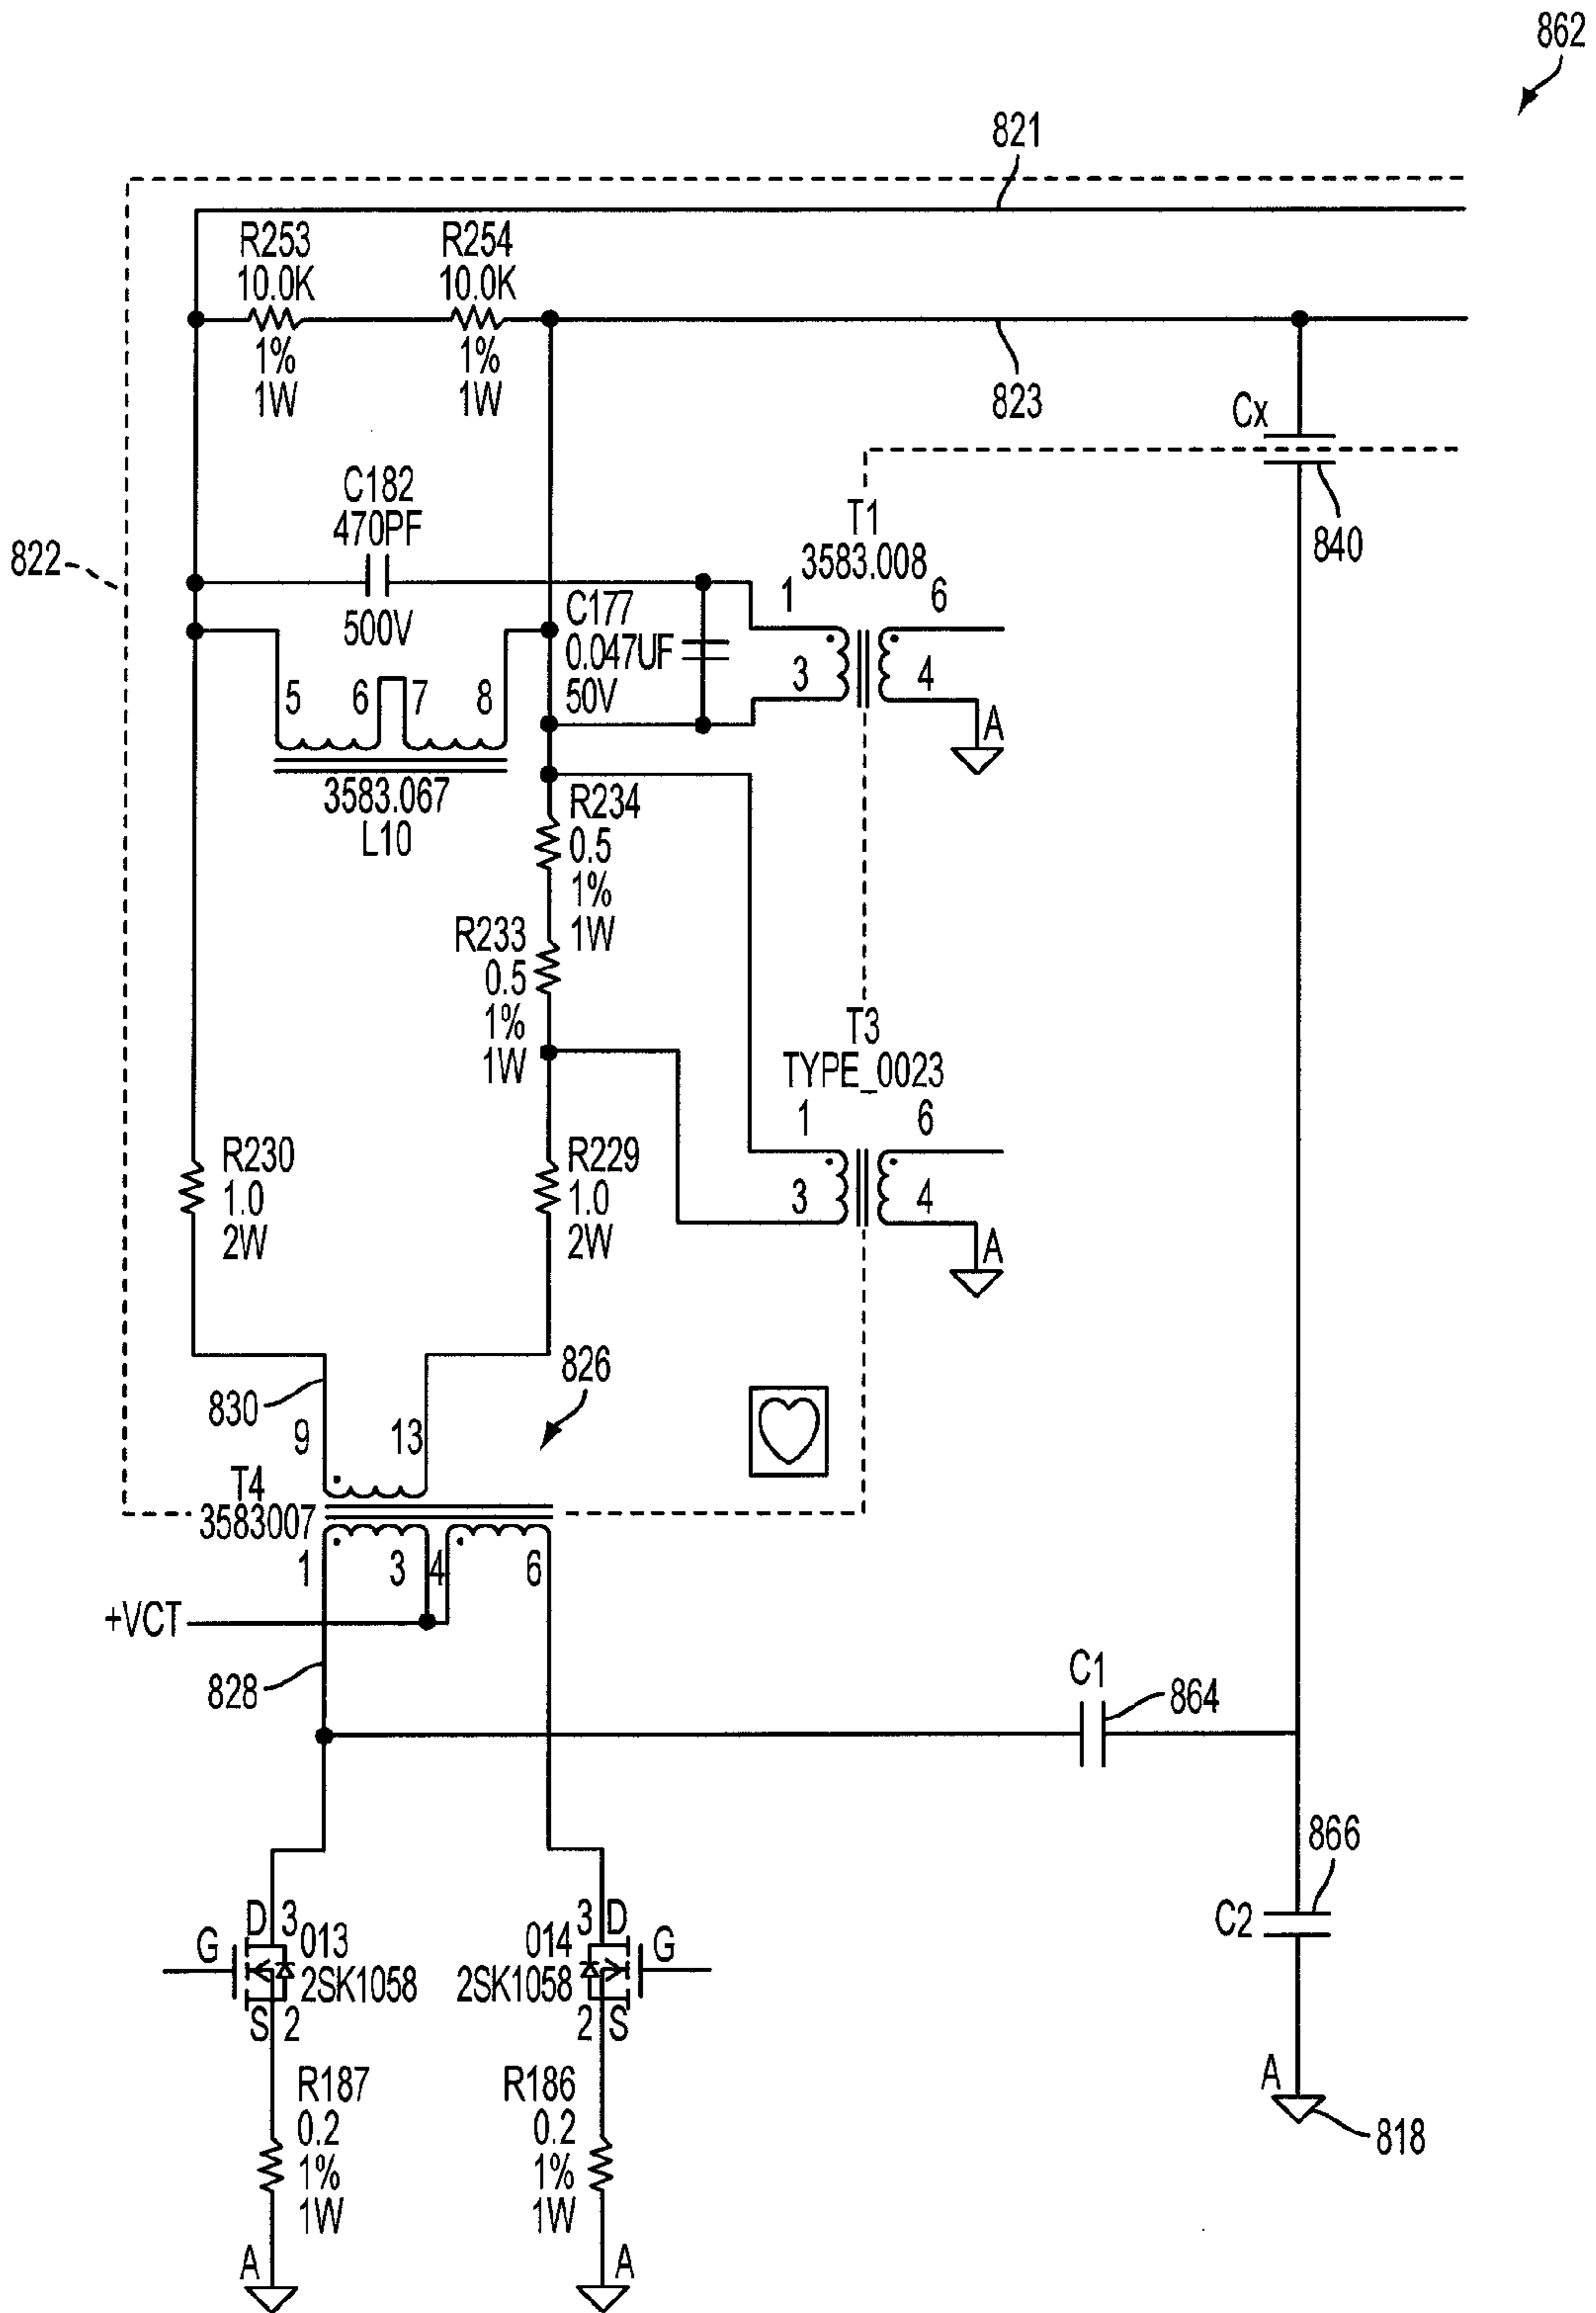 862
821
R253
10.0K
1%
1W
R254
10.0K
1%
1W
823
Cx
840
C182
470PF
500V
822
T1
3583.008
1
6
3
4
A
C177
0.047UF
50V
5
6
7
8
3583.067
L10
R234
0.5
1%
1W
R233
0.5
1%
1W
T3
TYPE_0023
1
6
3
4
A
R230
1.0
2W
R229
1.0
2W
826
830
9
13
T4
3583007
1
3
4
6
+VCT
828
C1
864
866
C2
D
3
G
013
2SK1058
S
2
3
D
014
G
2SK1058
2
S
R187
0.2
1%
1W
R186
0.2
1%
1W
A
818
A
A